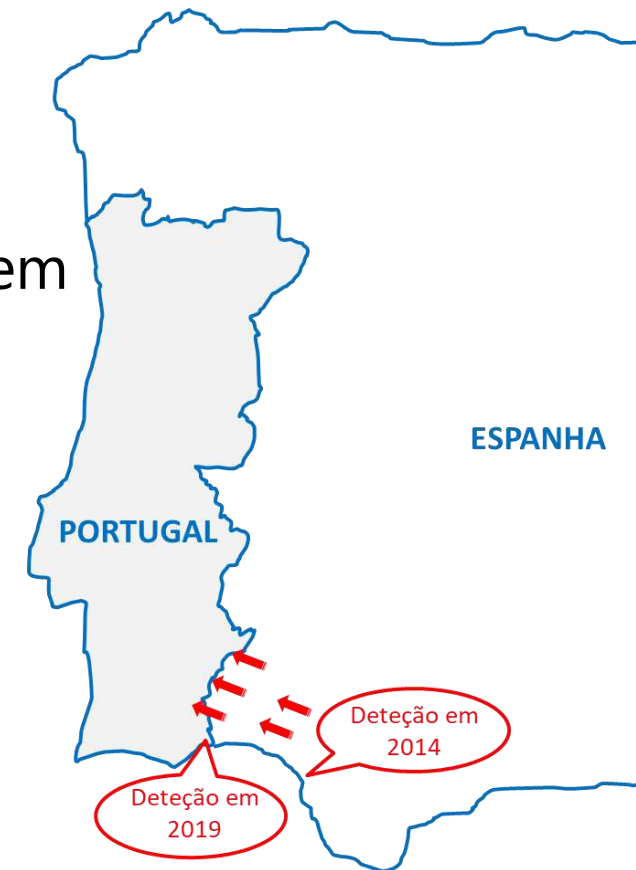 em
ESPANHA
PORTUGAL
Deteção em
2014
Deteção em
2019